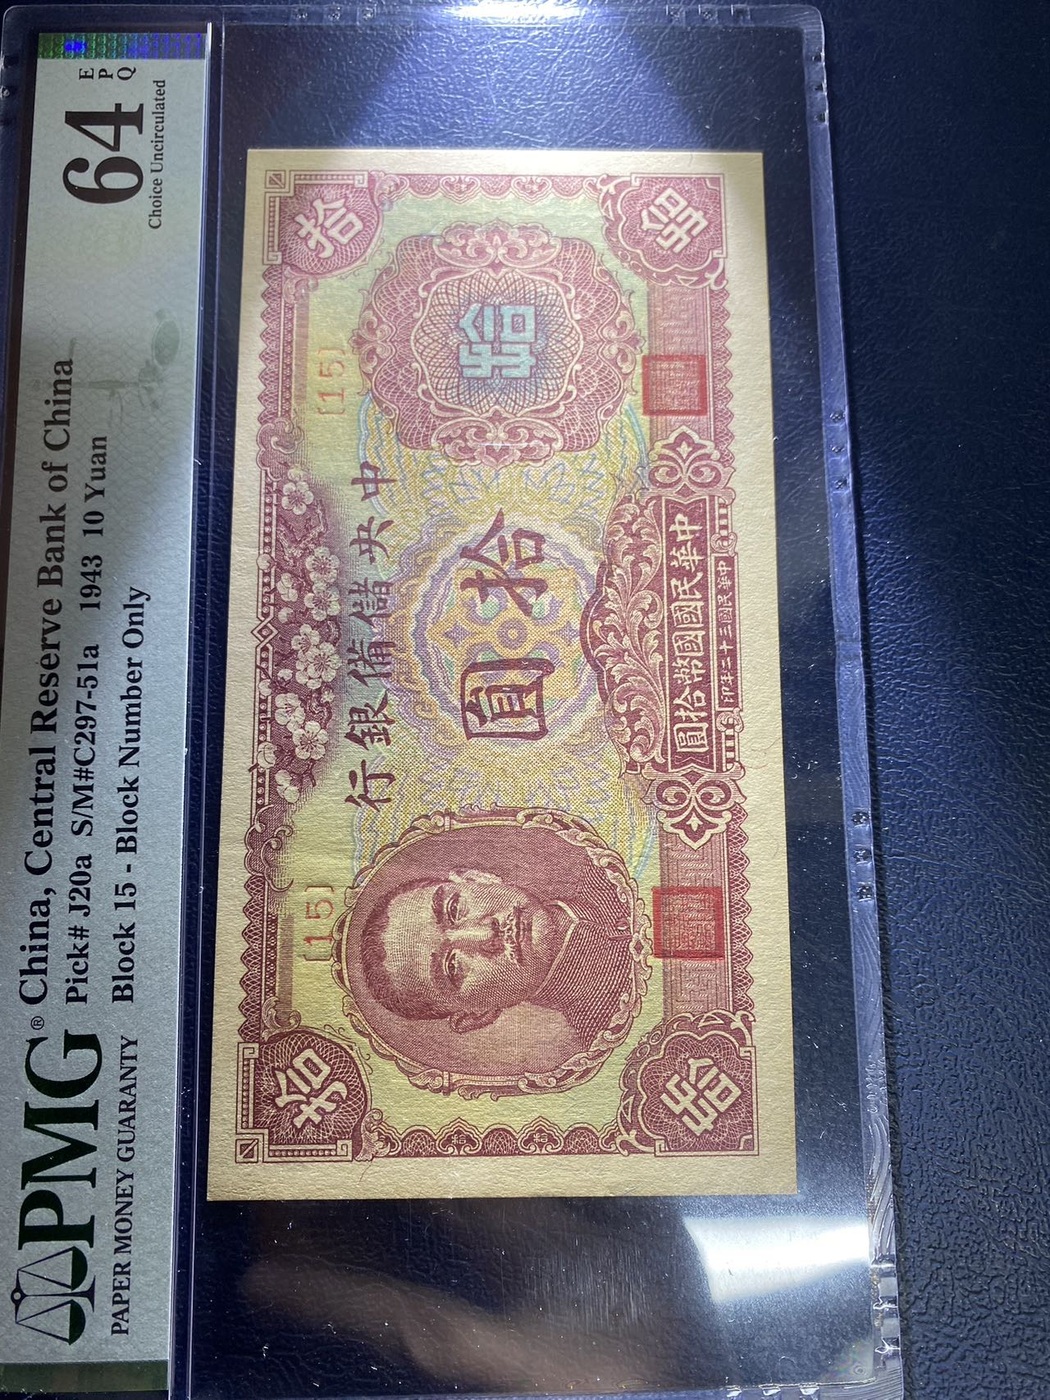 PMG®
PAPER MONEY GUARANTY
China, Central Reserve Bank of China
Pick# J20a S/M#C297-51a 1943 10 Yuan
Block 15 - Block Number Only
64
EPQ
Choice Uncirculated
拾
拾
[15]
[15]
行銀備儲央中
拾
拾圓
中華民國國幣拾圓
中華民國三十二年印
拾
拾